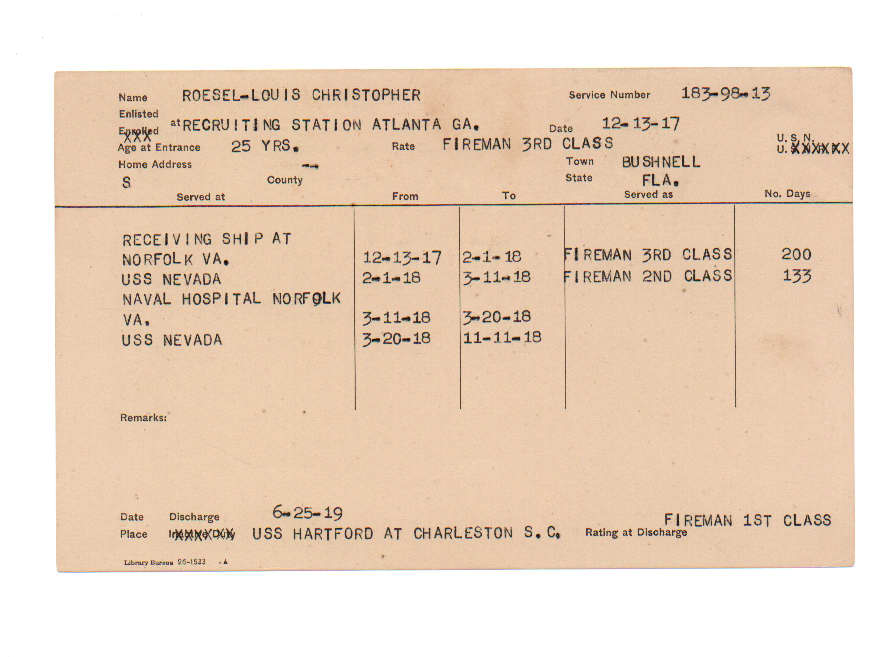 Name ROESEL-LOUIS CHRISTOPHER Service Number 183-98-13
Enlisted
Enrolled at RECRUITING STATION ATLANTA GA. Date 12-13-17
XXX
Age at Entrance 25 YRS. Rate FIREMAN 3RD CLASS U. S. N.
U. XXXXXX
Home Address -- Town BUSHNELL
S County State FLA.
Served at From To Served as No. Days
RECEIVING SHIP AT
NORFOLK VA. 12-13-17 2-1-18 FIREMAN 3RD CLASS 200
USS NEVADA 2-1-18 3-11-18 FIREMAN 2ND CLASS 133
NAVAL HOSPITAL NORFOLK
VA. 3-11-18 3-20-18
USS NEVADA 3-20-18 11-11-18
Remarks:
Date Discharge 6-25-19 FIREMAN 1ST CLASS
Place USS HARTFORD AT CHARLESTON S.C. Rating at Discharge
Library Bureau 26-1533 A